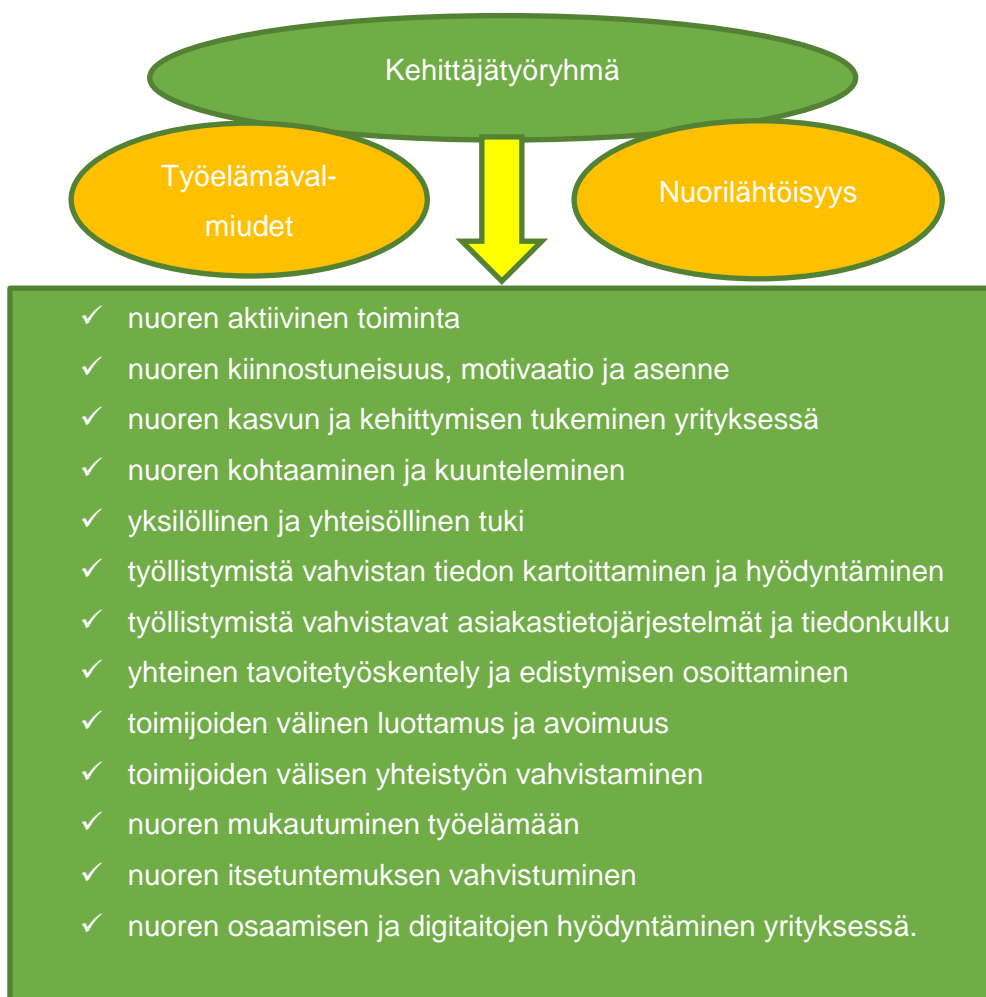 Kehittäjätyöryhmä
Työelämäval-
miudet
Nuorilähtöisyys
✓ nuoren aktiivinen toiminta
✓ nuoren kiinnostuneisuus, motivaatio ja asenne
✓ nuoren kasvun ja kehittymisen tukeminen yrityksessä
✓ nuoren kohtaaminen ja kuunteleminen
✓ yksilöllinen ja yhteisöllinen tuki
✓ työllistymistä vahvistan tiedon kartoittaminen ja hyödyntäminen
✓ työllistymistä vahvistavat asiakastietojärjestelmät ja tiedonkulku
✓ yhteinen tavoitetyöskentely ja edistymisen osoittaminen
✓ toimijoiden välinen luottamus ja avoimuus
✓ toimijoiden välisen yhteistyön vahvistaminen
✓ nuoren mukautuminen työelämään
✓ nuoren itsetuntemuksen vahvistuminen
✓ nuoren osaamisen ja digitaitojen hyödyntäminen yrityksessä.